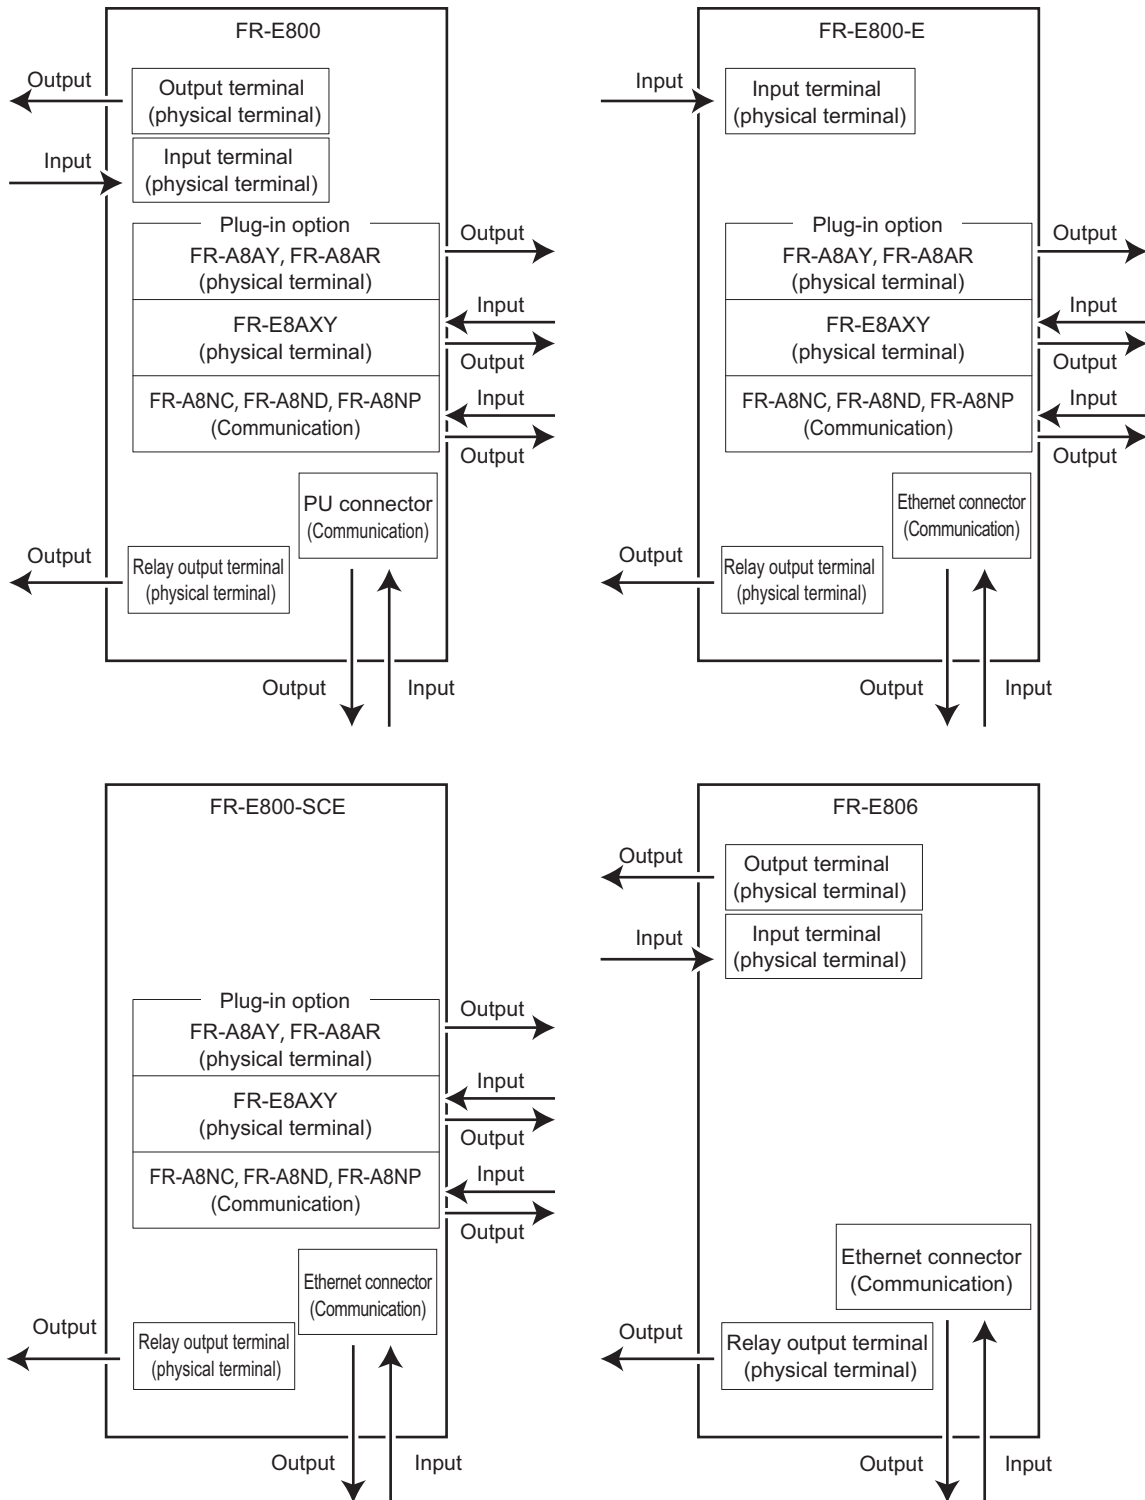 FR-E800
Output
Output terminal
(physical terminal)
Input
Input terminal
(physical terminal)
Plug-in option
FR-A8AY, FR-A8AR
(physical terminal)
Output
FR-E8AXY
(physical terminal)
Input
Output
FR-A8NC, FR-A8ND, FR-A8NP
(Communication)
Input
Output
PU connector
(Communication)
Output
Relay output terminal
(physical terminal)
Output
Input
FR-E800-E
Input
Input terminal
(physical terminal)
Plug-in option
FR-A8AY, FR-A8AR
(physical terminal)
Output
FR-E8AXY
(physical terminal)
Input
Output
FR-A8NC, FR-A8ND, FR-A8NP
(Communication)
Input
Output
Ethernet connector
(Communication)
Output
Relay output terminal
(physical terminal)
Output
Input
FR-E800-SCE
Plug-in option
FR-A8AY, FR-A8AR
(physical terminal)
Output
FR-E8AXY
(physical terminal)
Input
Output
FR-A8NC, FR-A8ND, FR-A8NP
(Communication)
Input
Output
Ethernet connector
(Communication)
Output
Relay output terminal
(physical terminal)
Output
Input
FR-E806
Output
Output terminal
(physical terminal)
Input
Input terminal
(physical terminal)
Ethernet connector
(Communication)
Output
Relay output terminal
(physical terminal)
Output
Input